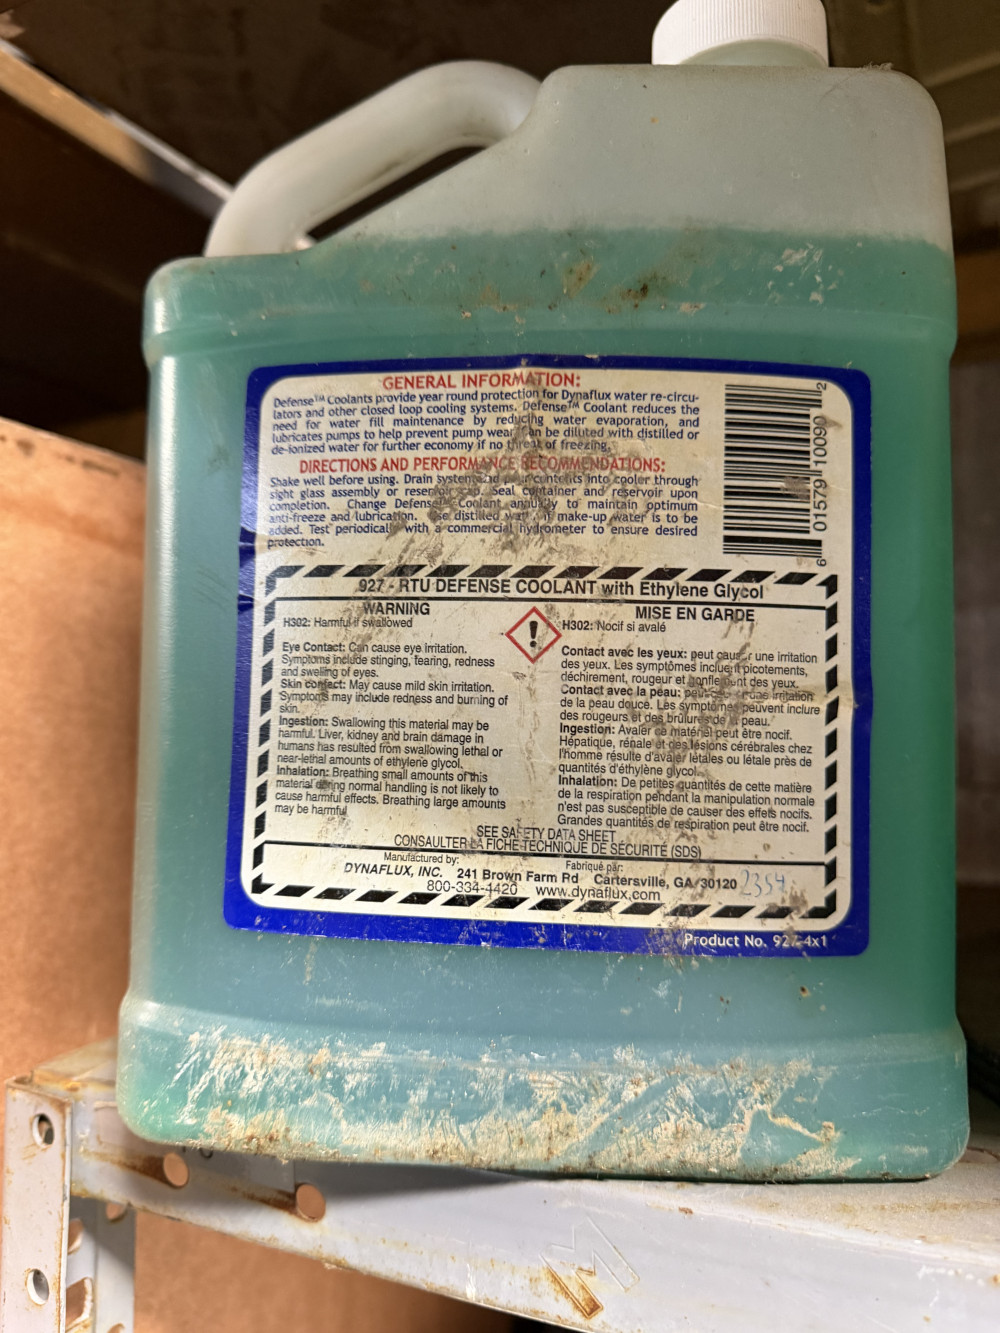 GENERAL INFORMATION:
Defense™ Coolants provide year round protection for Dynaflux water re-circu-
lators and other closed loop cooling systems. Defense™ Coolant reduces the
need for water fill maintenance by reducing water evaporation, and
lubricates pumps to help prevent pump wear. Can be diluted with distilled or
de-ionized water for further economy if no threat of freezing.
DIRECTIONS AND PERFORMANCE RECOMMENDATIONS:
Shake well before using. Drain system and pour contents into cooler through
sight glass assembly or reservoir cap. Seal container and reservoir upon
completion. Change Defense™ Coolant annually to maintain optimum
anti-freeze and lubrication. Use distilled water if make-up water is to be
added. Test periodically with a commercial hydrometer to ensure desired
protection.
6 01579 10090 2
927 - RTU DEFENSE COOLANT with Ethylene Glycol
WARNING
H302: Harmful if swallowed
Eye Contact: Can cause eye irritation.
Symptoms include stinging, tearing, redness
and swelling of eyes.
Skin contact: May cause mild skin irritation.
Symptoms may include redness and burning of
skin.
Ingestion: Swallowing this material may be
harmful. Liver, kidney and brain damage in
humans has resulted from swallowing lethal or
near-lethal amounts of ethylene glycol.
Inhalation: Breathing small amounts of this
material during normal handling is not likely to
cause harmful effects. Breathing large amounts
may be harmful
MISE EN GARDE
H302: Nocif si avalé
Contact avec les yeux: peut causer une irritation
des yeux. Les symptômes incluent picotements,
déchirement, rougeur et gonflement des yeux.
Contact avec la peau: irritation
de la peau douce. Les symptômes peuvent inclure
des rougeurs et des brûlures de la peau.
Ingestion: Avaler ce matériel peut être nocif.
Hépatique, rénale et des lésions cérébrales chez
l'homme résulte d'avaler létales ou létale près de
quantités d'éthylène glycol.
Inhalation: De petites quantités de cette matière
de la respiration pendant la manipulation normale
n'est pas susceptible de causer des effets nocifs.
Grandes quantités de respiration peut être nocif.
SEE SAFETY DATA SHEET
CONSULTER LA FICHE TECHNIQUE DE SÉCURITÉ (SDS)
Manufactured by: Fabriqué par:
DYNAFLUX, INC. 241 Brown Farm Rd Cartersville, GA 30120 2354
800-334-4420 www.dynaflux.com
Product No. 927-4x1
M